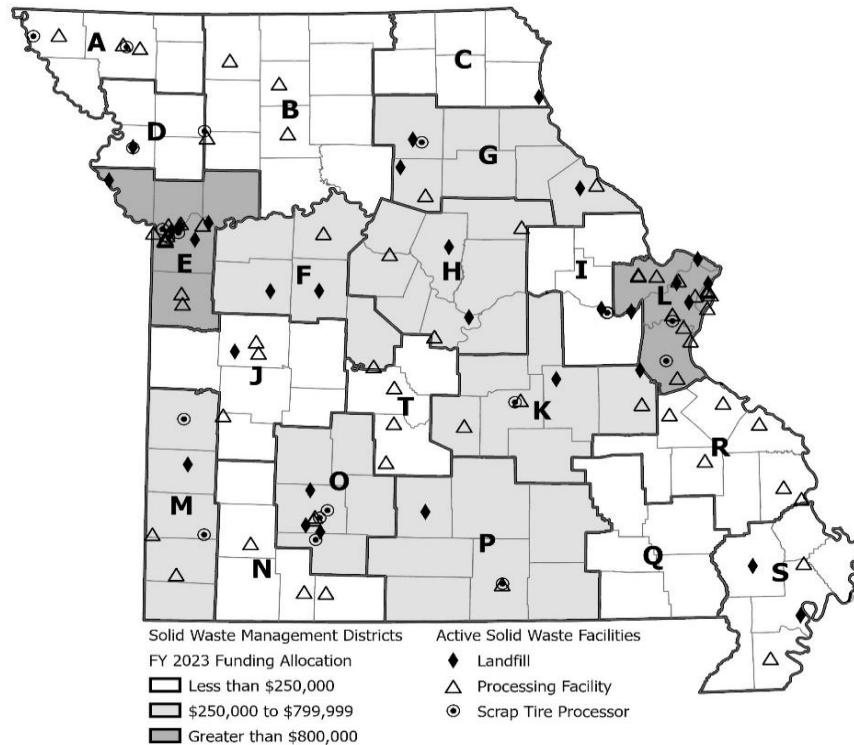 A
C
B
D
G
E
F
H
I
L
J
T
K
R
M
O
N
P
Q
S
Solid Waste Management Districts
FY 2023 Funding Allocation
Less than $250,000
$250,000 to $799,999
Greater than $800,000
Active Solid Waste Facilities
Landfill
Processing Facility
Scrap Tire Processor